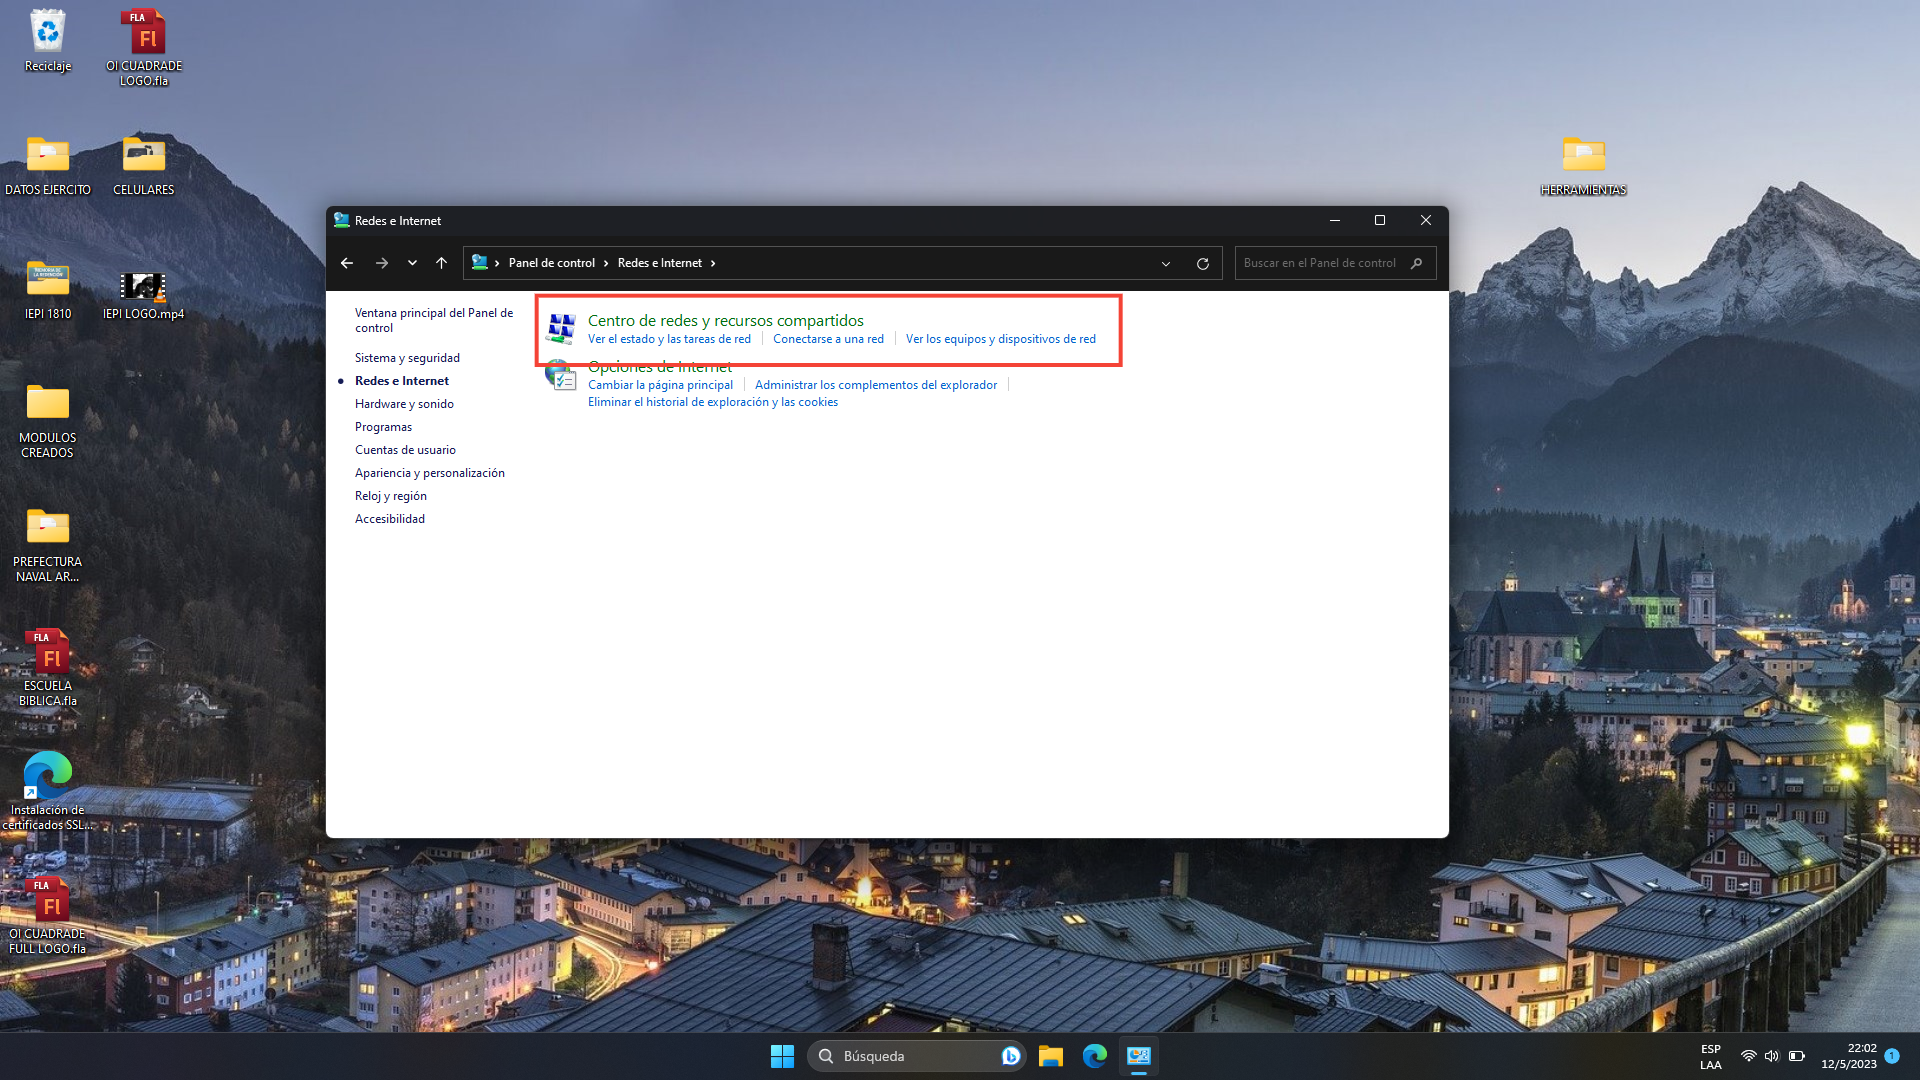 Reciclaje
FLA
Fl
OI CUADRADE
LOGO.fla
DATOS EJERCITO
CELULARES
IEPI 1810
IEPI LOGO.mp4
MODULOS
CREADOS
PREFECTURA
NAVAL AR...
FLA
Fl
ESCUELA
BIBLICA.fla
Instalación de
certificados SSL...
FLA
Fl
OI CUADRADE
FULL LOGO.fla
HERRAMIENTAS
Redes e Internet
Panel de control
Redes e Internet
Buscar en el Panel de control
Ventana principal del Panel de
control
Sistema y seguridad
Redes e Internet
Hardware y sonido
Programas
Cuentas de usuario
Apariencia y personalización
Reloj y región
Accesibilidad
Centro de redes y recursos compartidos
Ver el estado y las tareas de red
Conectarse a una red
Ver los equipos y dispositivos de red
Opciones de Internet
Cambiar la página principal
Administrar los complementos del explorador
Eliminar el historial de exploración y las cookies
Búsqueda
ESP
LAA
22:02
12/5/2023
1